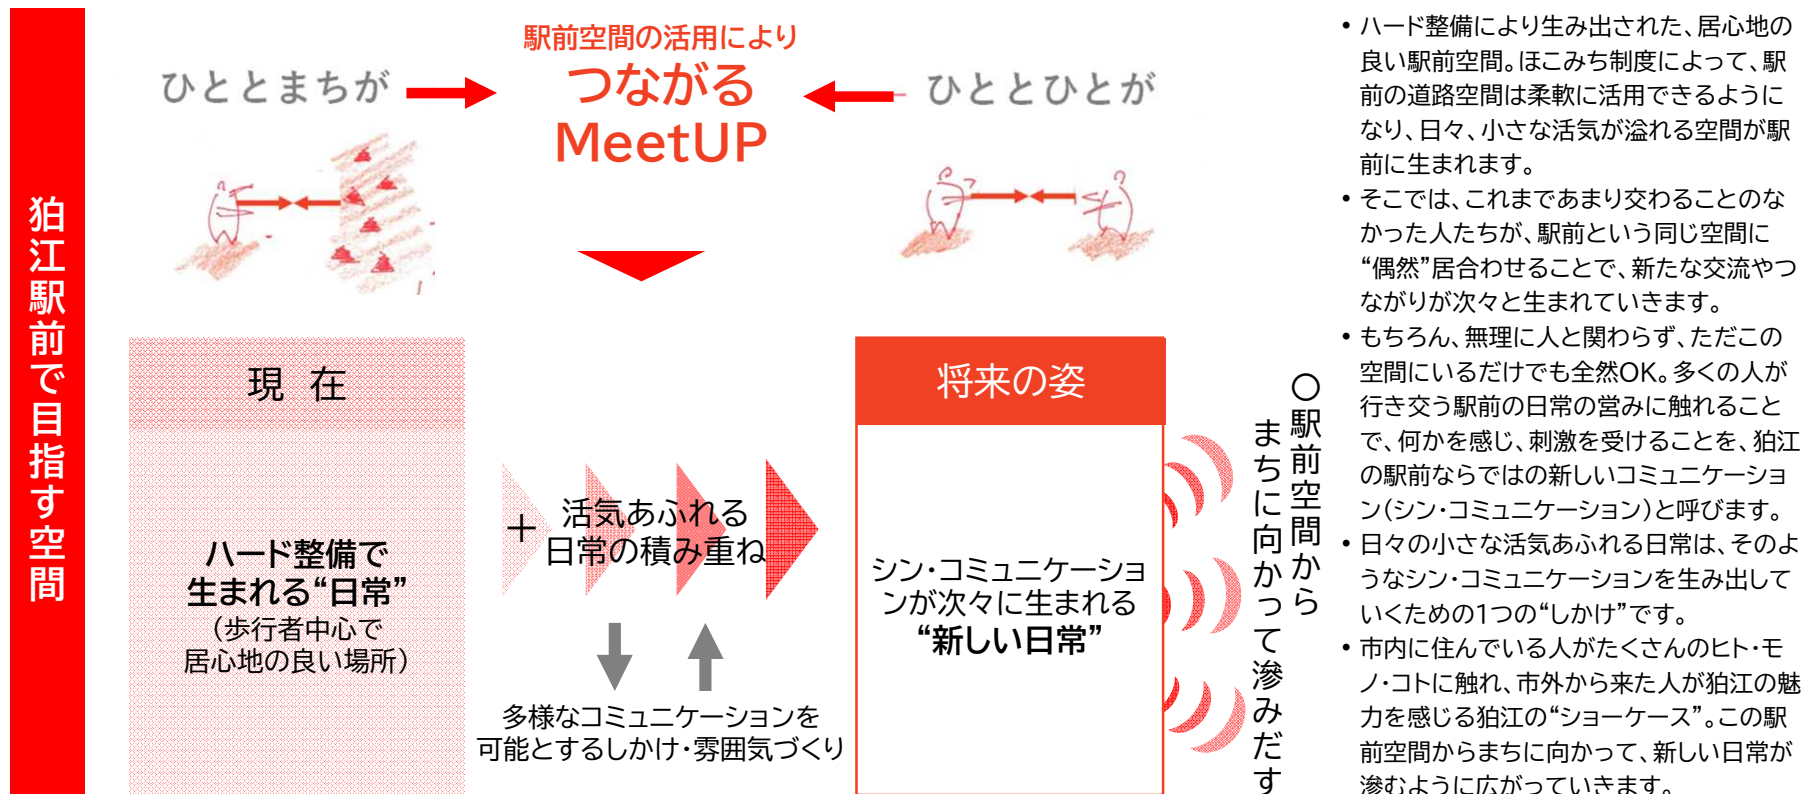 狛江駅前で目指す空間
駅前空間の活用により
ひととまちが
つながる
MeetUP
ひととひとが
現 在
ハード整備で
生まれる“日常”
（歩行者中心で
居心地の良い場所）
＋
活気あふれる
日常の積み重ね
多様なコミュニケーションを
可能とするしかけ・雰囲気づくり
将来の姿
シン・コミュニケーショ
ンが次々に生まれる
“新しい日常”
〇駅前空間から
まちに向かって滲みだす
• ハード整備により生み出された、居心地の
良い駅前空間。ほこみち制度によって、駅
前の道路空間は柔軟に活用できるように
なり、日々、小さな活気が溢れる空間が駅
前に生まれます。
• そこでは、これまであまり交わることのな
かった人たちが、駅前という同じ空間に
“偶然”居合わせることで、新たな交流やつ
ながりが次々と生まれていきます。
• もちろん、無理に人と関わらず、ただこの
空間にいるだけでも全然OK。多くの人が
行き交う駅前の日常の営みに触れること
で、何かを感じ、刺激を受けることを、狛江
の駅前ならではの新しいコミュニケーショ
ン（シン・コミュニケーション）と呼びます。
• 日々の小さな活気あふれる日常は、そのよ
うなシン・コミュニケーションを生み出して
いくための1つの“しかけ”です。
• 市内に住んでいる人がたくさんのヒト・モ
ノ・コトに触れ、市外から来た人が狛江の魅
力を感じる狛江の“ショーケース”。この駅
前空間からまちに向かって、新しい日常が
滲むように広がっていきます。